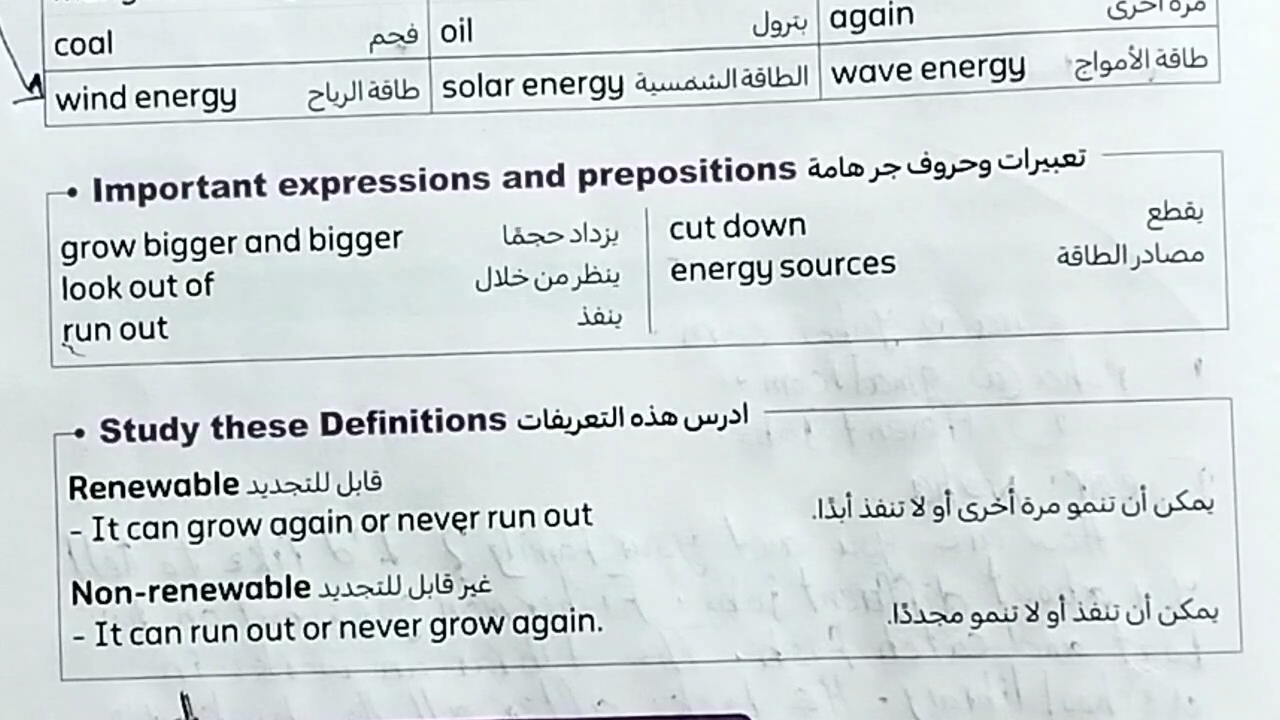 coal فحم oil بترول again مرة أخرى
wind energy طاقة الرياح solar energy الطاقة الشمسية wave energy طاقة الأمواج
• Important expressions and prepositions تعبيرات وحروف جر هامة
grow bigger and bigger يزداد حجمًا
look out of ينظر من خلال
run out ينفذ
cut down يقطع
energy sources مصادر الطاقة
• Study these Definitions ادرس هذه التعريفات
Renewable قابل للتجديد
- It can grow again or never run out يمكن أن تنمو مرة أخرى أو لا تنفذ أبدًا.
Non-renewable غير قابل للتجديد
- It can run out or never grow again. يمكن أن تنفذ أو لا تنمو مجددًا.